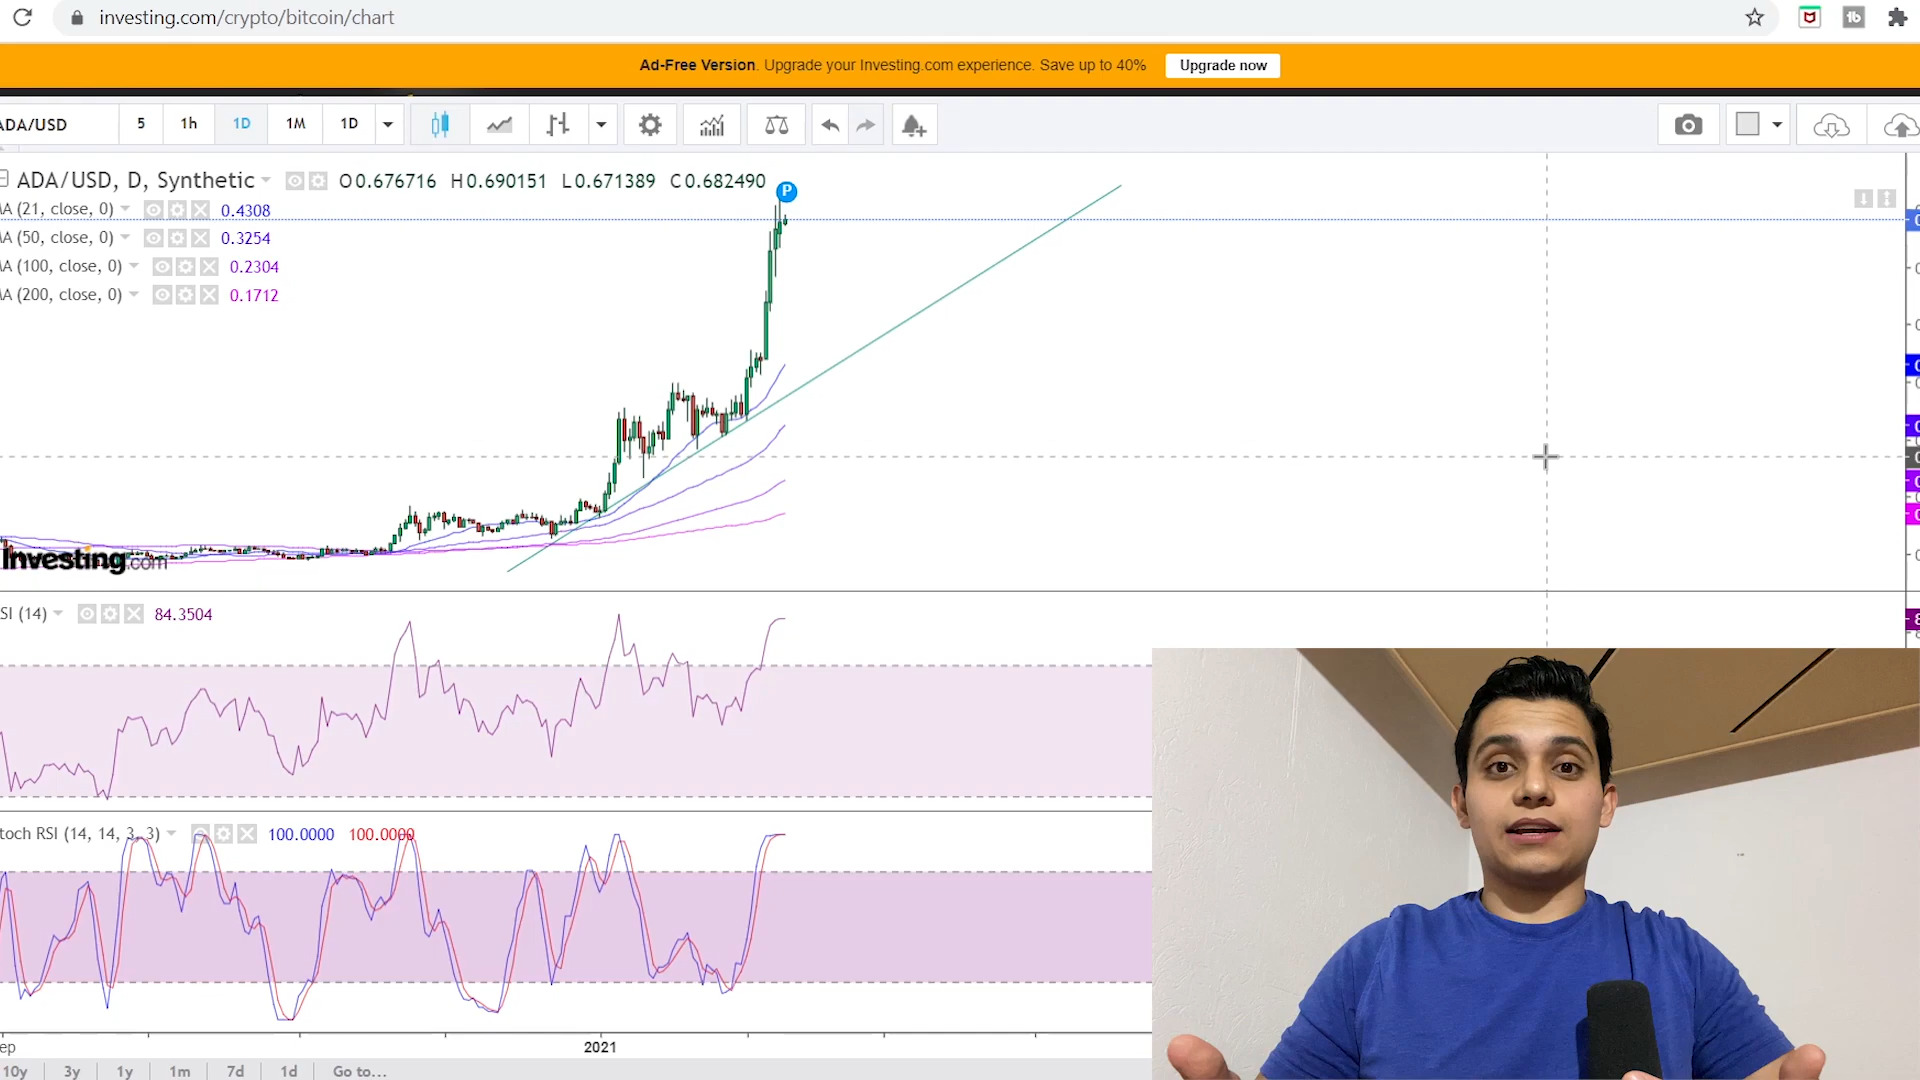 investing.com/crypto/bitcoin/chart
Ad-Free Version. Upgrade your Investing.com experience. Save up to 40% Upgrade now
ADA/USD 5 1h 1D 1M 1D
ADA/USD, D, Synthetic O0.676716 H0.690151 L0.671389 C0.682490
P
A (21, close, 0) 0.4308
A (50, close, 0) 0.3254
A (100, close, 0) 0.2304
A (200, close, 0) 0.1712
Investing.com
SI (14) 84.3504
toch RSI (14, 14, 3, 3) 100.0000 100.0000
ep 2021
10y 3y 1y 1m 7d 1d Go to...